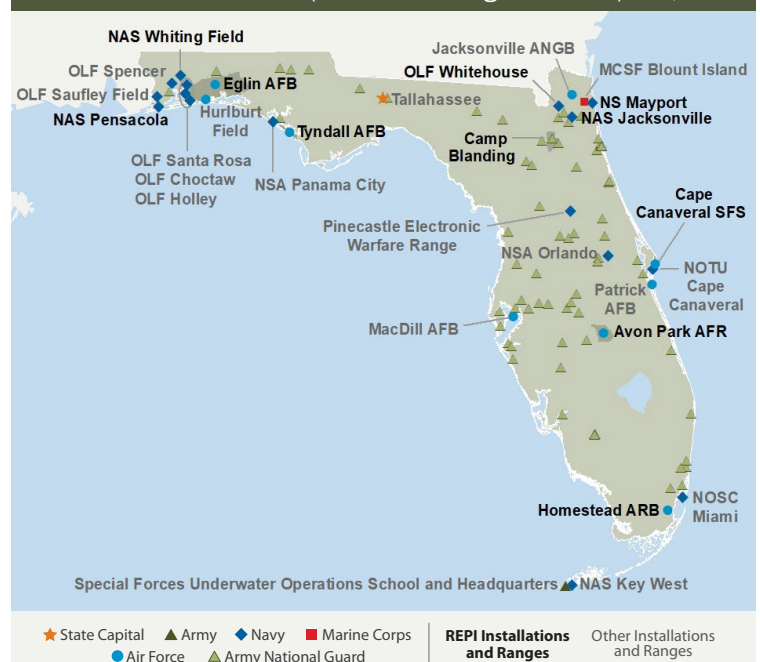 NAS Whiting Field
Jacksonville ANGB
OLF Spencer
OLF Whitehouse
MCSF Blount Island
Eglin AFB
OLF Saufley Field
Tallahassee
NS Mayport
NAS Pensacola
Hurlburt
Field
NAS Jacksonville
Tyndall AFB
Camp
Blanding
OLF Santa Rosa
OLF Choctaw
OLF Holley
NSA Panama City
Cape
Canaveral SFS
Pinecastle Electronic
Warfare Range
NSA Orlando
NOTU
Cape
Canaveral
Patrick
AFB
MacDill AFB
Avon Park AFR
Homestead ARB
NOSC
Miami
Special Forces Underwater Operations School and Headquarters
NAS Key West
State Capital
Army
Navy
Marine Corps
Air Force
Army National Guard
REPI Installations
and Ranges
Other Installations
and Ranges